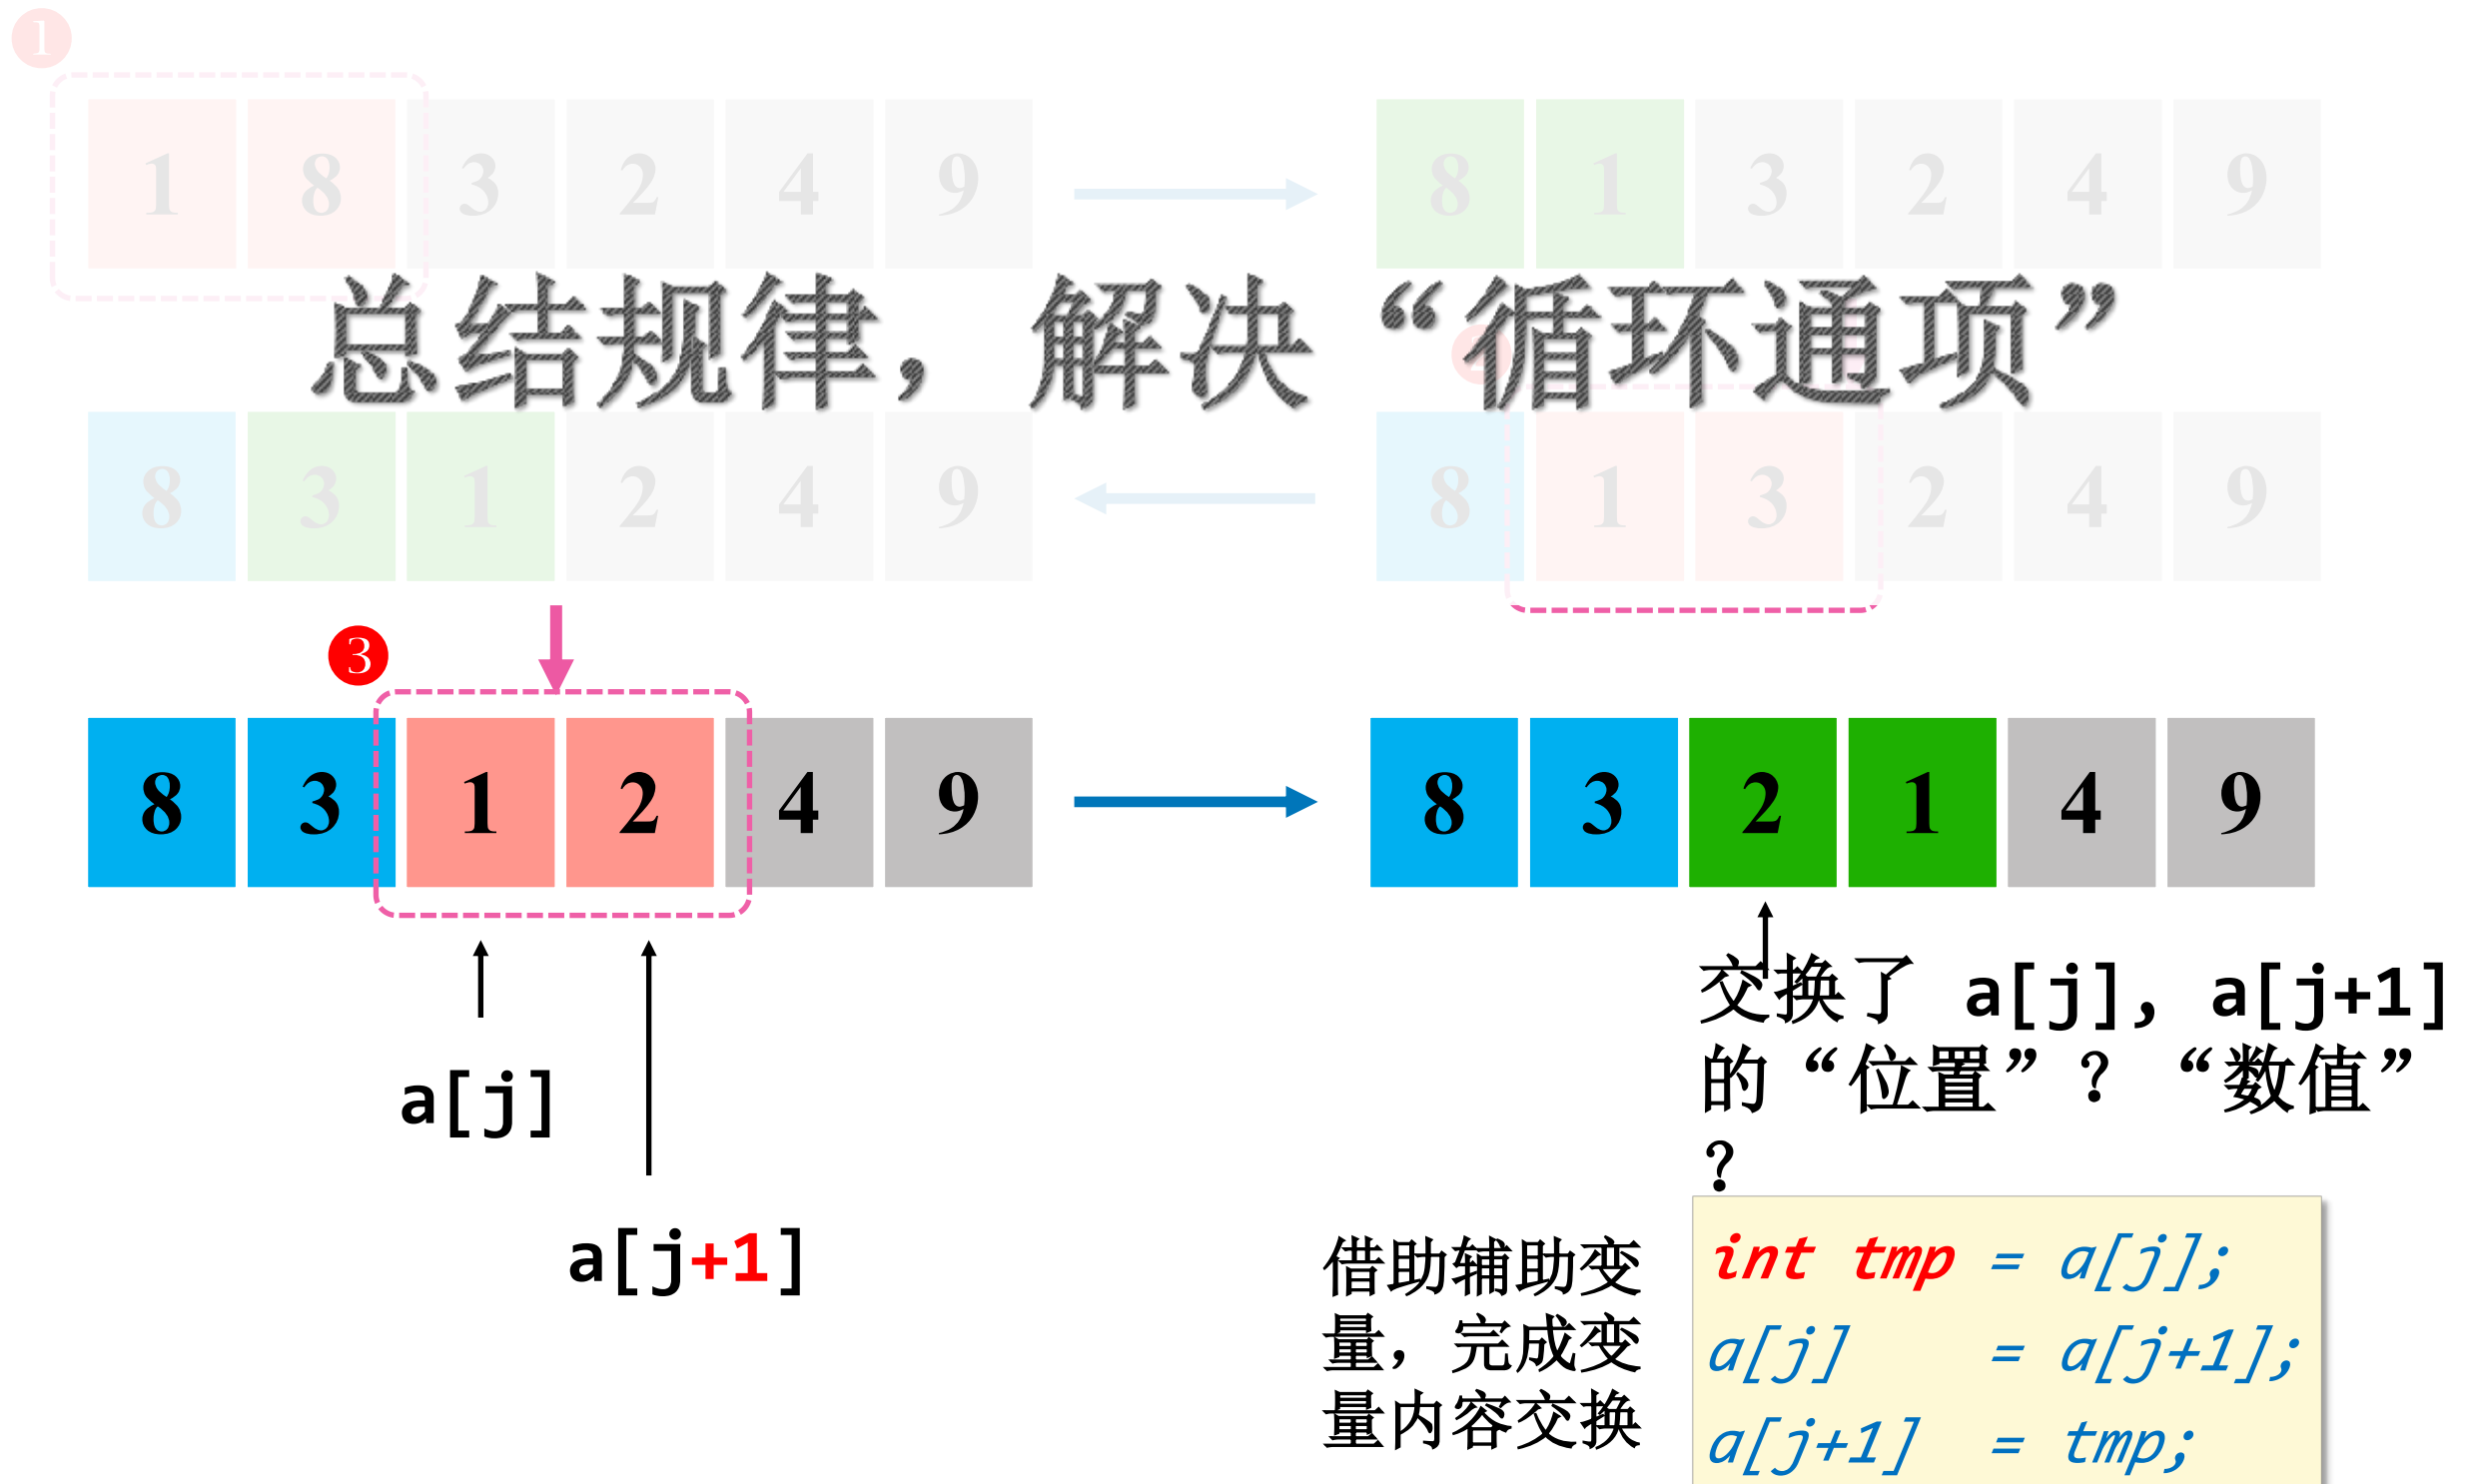 1
1 8 3 2 4 9
8 1 3 2 4 9
总结规律，解决“循环通项”
8 3 1 2 4 9
8 1 3 2 4 9
3
8 3 1 2 4 9
8 3 2 1 4 9
a[j]
a[j+1]
交换了 a[j], a[j+1]
的“位置”？ “数值”
？
借助辅助变
量，完成变
量内容交换
int tmp = a[j];
a[j] = a[j+1];
a[j+1] = tmp;